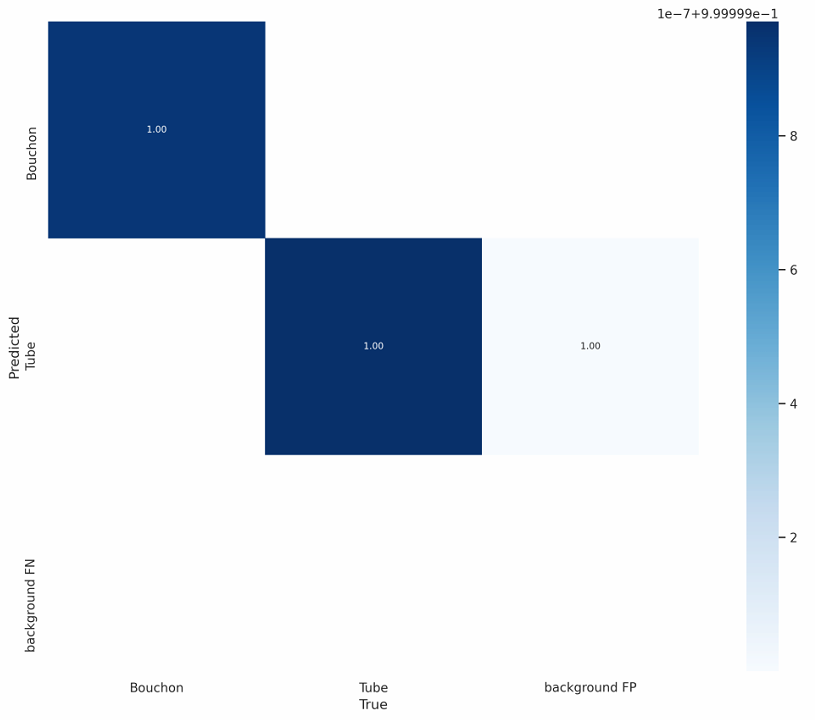 1e−7+9.99999e−1
Bouchon
1.00
8
6
Predicted
Tube
1.00
1.00
4
2
background FN
Bouchon
Tube
background FP
True